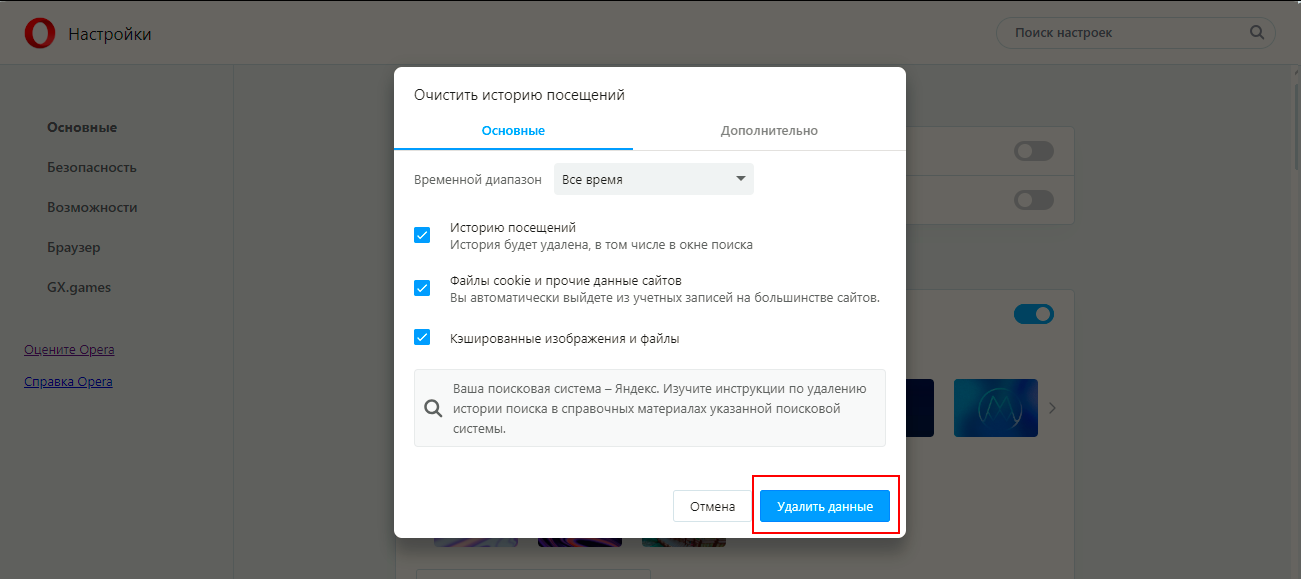 Настройки
Поиск настроек
Основные
Безопасность
Возможности
Браузер
GX.games
Оцените Opera
Справка Opera
Очистить историю посещений
Основные
Дополнительно
Временной диапазон
Все время
Историю посещений
История будет удалена, в том числе в окне поиска
Файлы cookie и прочие данные сайтов
Вы автоматически выйдете из учетных записей на большинстве сайтов.
Кэшированные изображения и файлы
Ваша поисковая система – Яндекс. Изучите инструкции по удалению
истории поиска в справочных материалах указанной поисковой
системы.
Отмена
Удалить данные